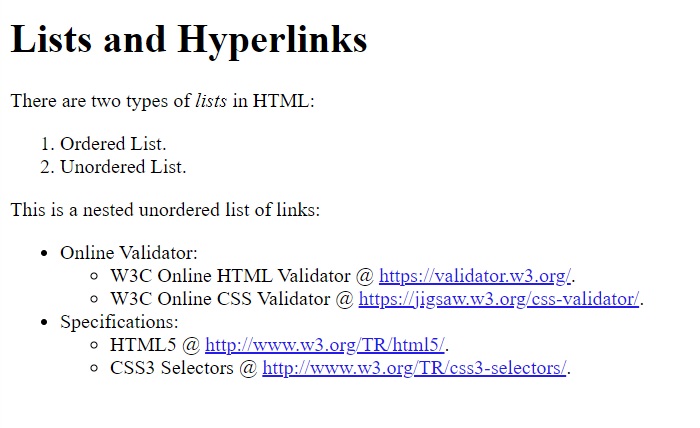 Lists and Hyperlinks
There are two types of lists in HTML:
1. Ordered List.
2. Unordered List.
This is a nested unordered list of links:
• Online Validator:
◦ W3C Online HTML Validator @ https://validator.w3.org/.
◦ W3C Online CSS Validator @ https://jigsaw.w3.org/css-validator/.
• Specifications:
◦ HTML5 @ http://www.w3.org/TR/html5/.
◦ CSS3 Selectors @ http://www.w3.org/TR/css3-selectors/.